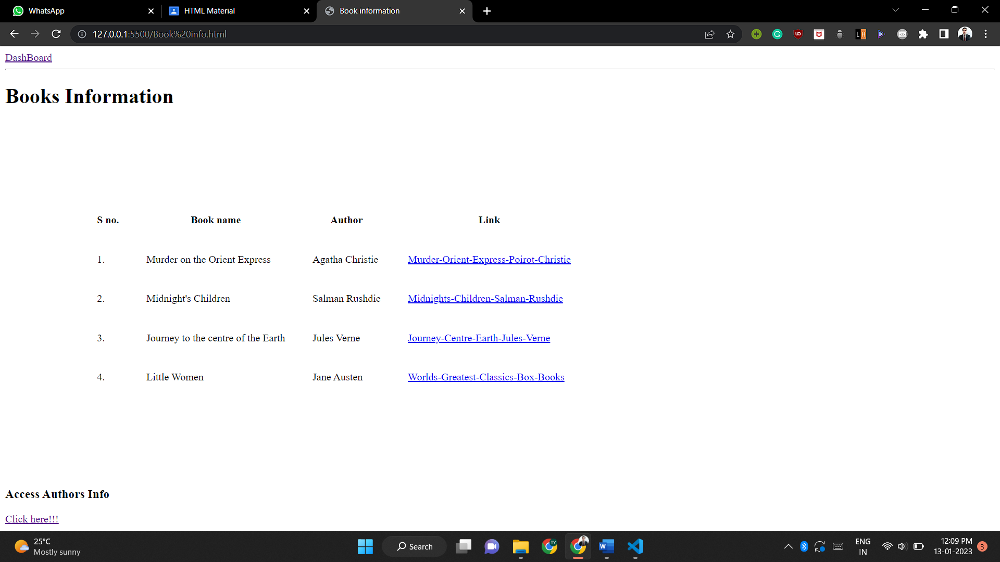 WhatsApp
HTML Material
Book information
127.0.0.1:5500/Book%20info.html
DashBoard
Books Information
S no. Book name Author Link
1. Murder on the Orient Express Agatha Christie Murder-Orient-Express-Poirot-Christie
2. Midnight's Children Salman Rushdie Midnights-Children-Salman-Rushdie
3. Journey to the centre of the Earth Jules Verne Journey-Centre-Earth-Jules-Verne
4. Little Women Jane Austen Worlds-Greatest-Classics-Box-Books
Access Authors Info
Click here!!!
25°C
Mostly sunny
Search
ENG
IN
12:09 PM
13-01-2023
3